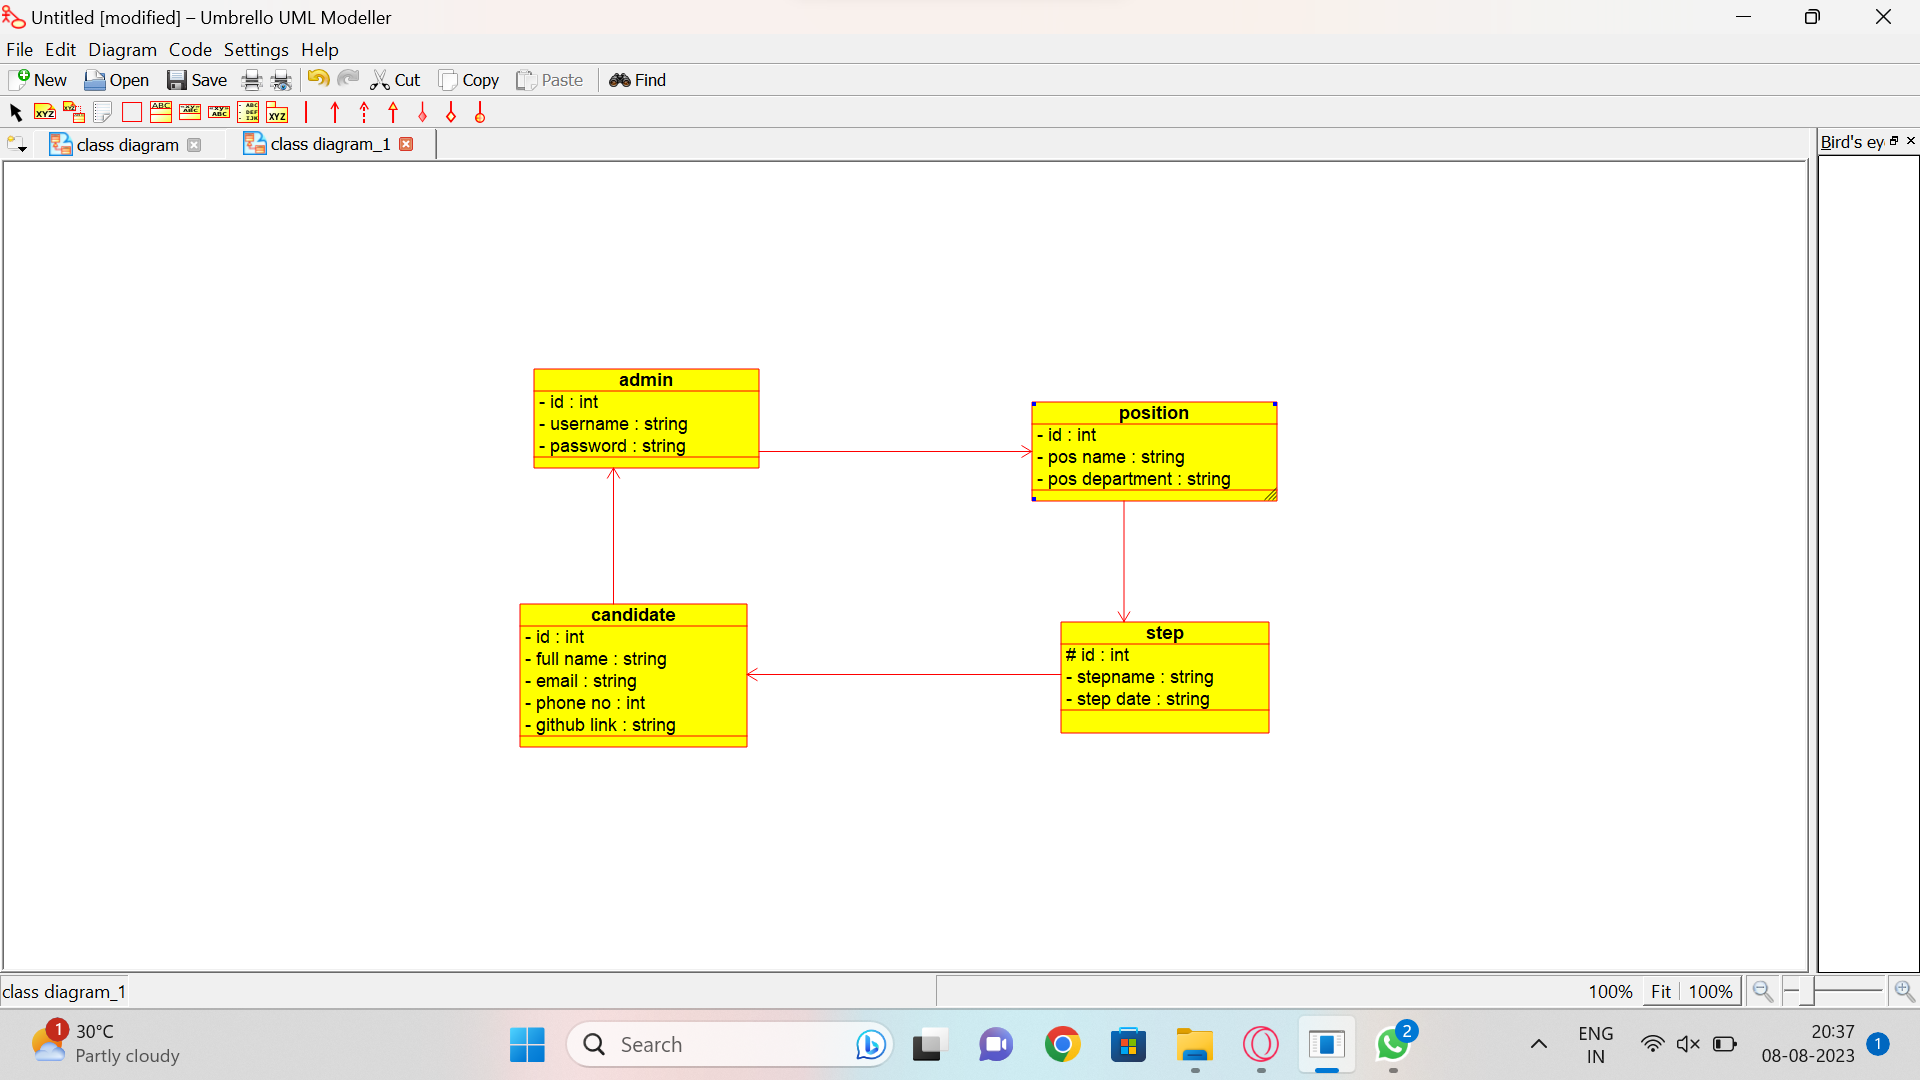 Untitled [modified] – Umbrello UML Modeller
File Edit Diagram Code Settings Help
New Open Save Cut Copy Paste Find
class diagram class diagram_1
Bird's ey
admin
- id : int
- username : string
- password : string
position
- id : int
- pos name : string
- pos department : string
candidate
- id : int
- full name : string
- email : string
- phone no : int
- github link : string
step
# id : int
- stepname : string
- step date : string
class diagram_1
100% Fit 100%
1
30°C
Partly cloudy
Search
2
ENG
IN
20:37
08-08-2023
1